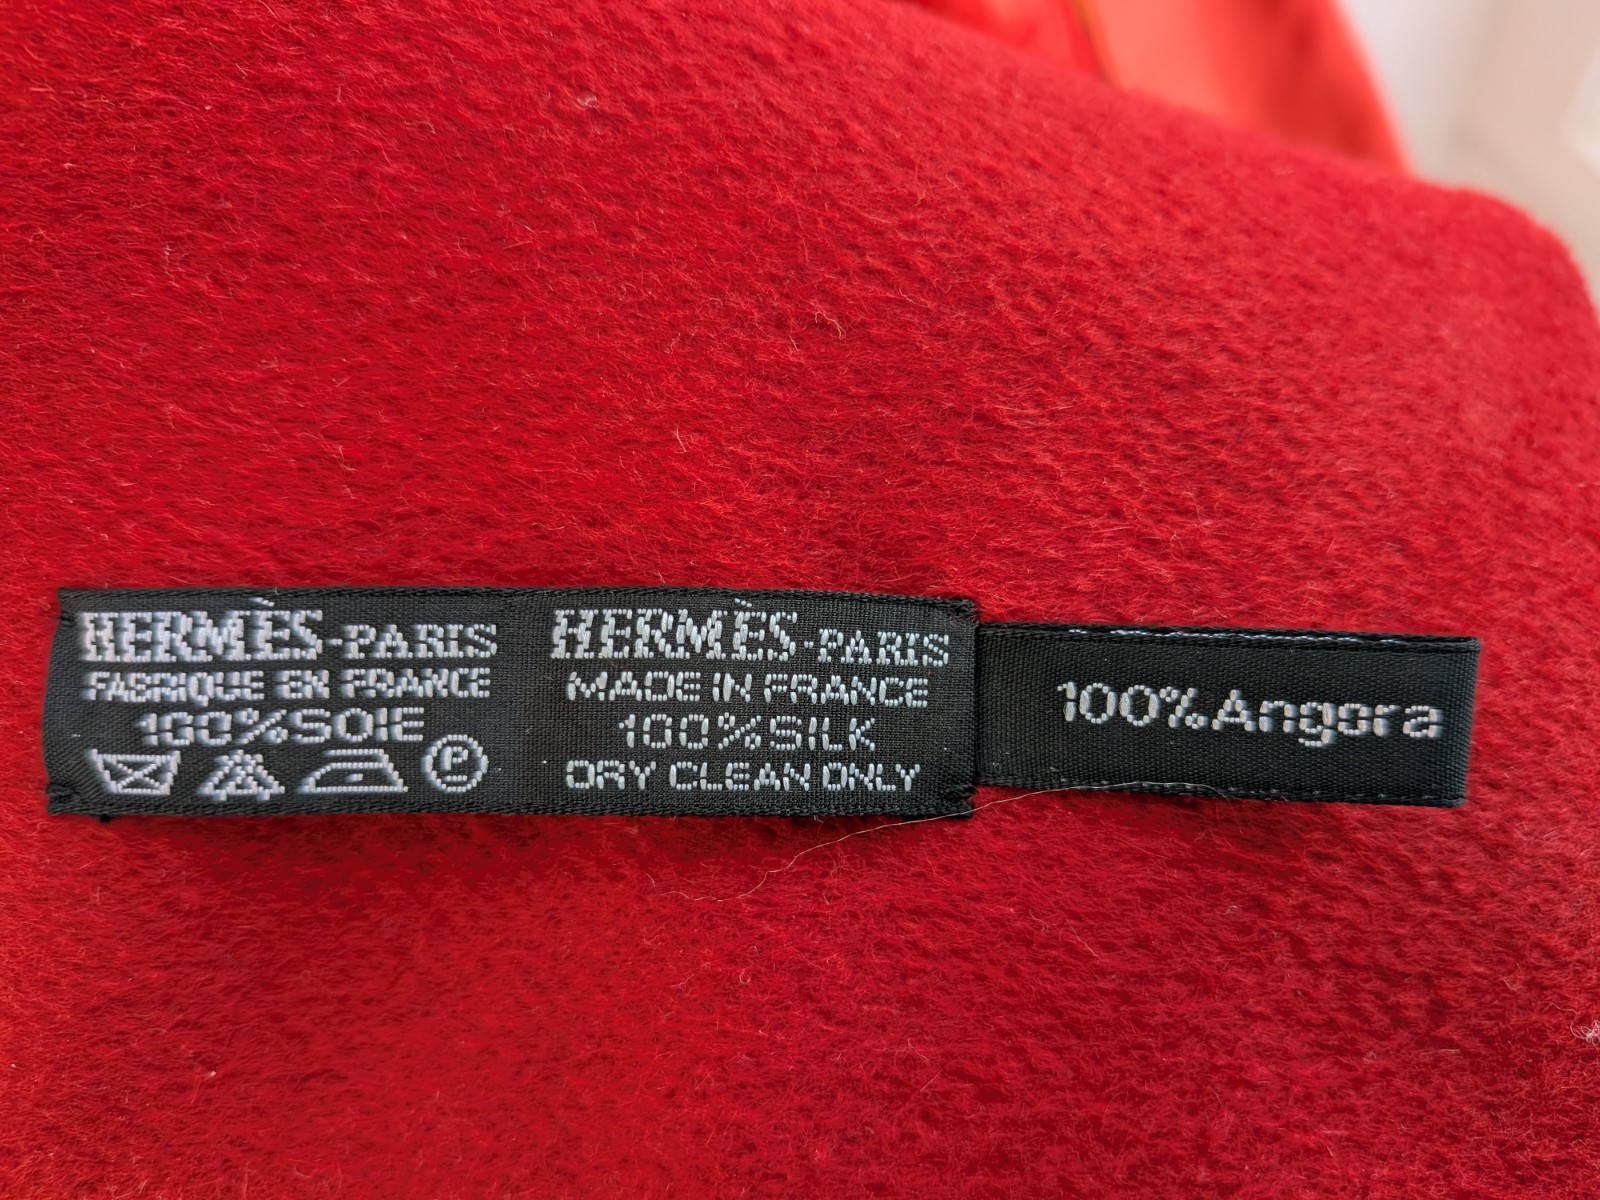 HERMÈS-PARIS
FABRIQUE EN FRANCE
100%SOIE
P
HERMÈS-PARIS
MADE IN FRANCE
100%SILK
DRY CLEAN ONLY
100%Angora